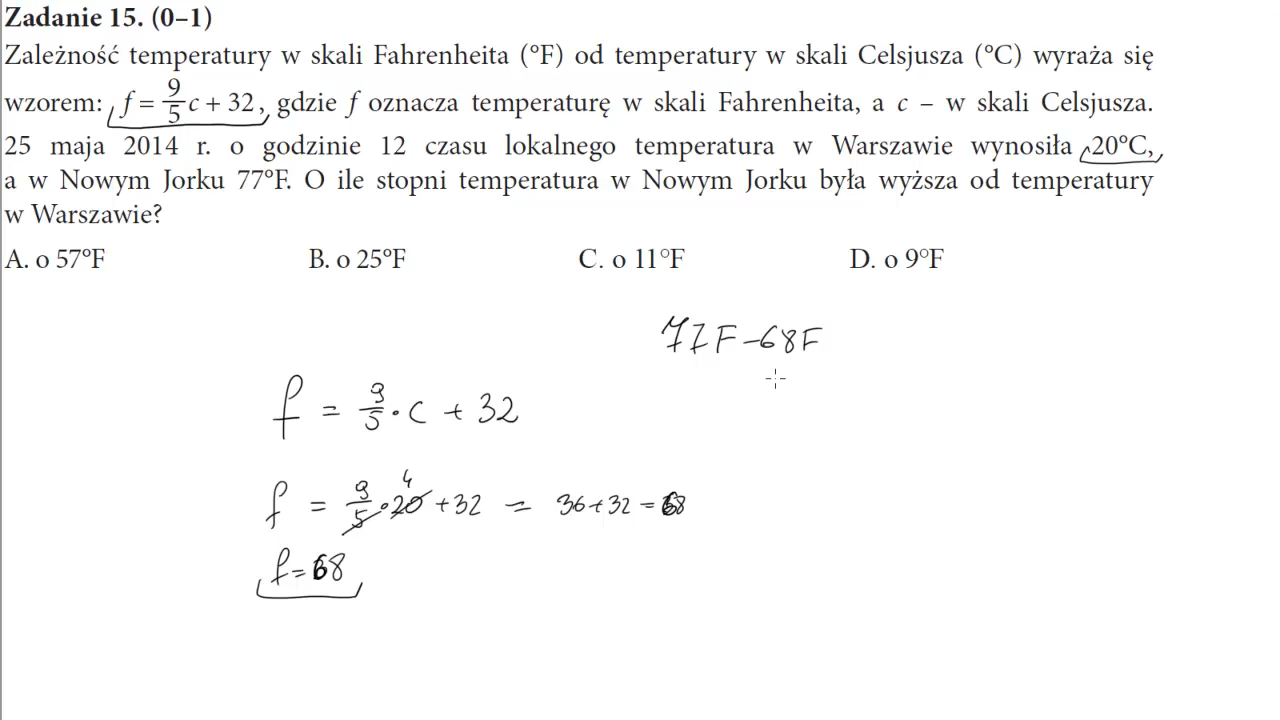 Zadanie 15. (0–1)
Zależność temperatury w skali Fahrenheita (°F) od temperatury w skali Celsjusza (°C) wyraża się
wzorem: f = 9/5 c + 32, gdzie f oznacza temperaturę w skali Fahrenheita, a c – w skali Celsjusza.
25 maja 2014 r. o godzinie 12 czasu lokalnego temperatura w Warszawie wynosiła 20°C,
a w Nowym Jorku 77°F. O ile stopni temperatura w Nowym Jorku była wyższa od temperatury
w Warszawie?
A. o 57°F B. o 25°F C. o 11°F D. o 9°F
77F-68F
f = 9/5 · c + 32
f = 9/5 · 20 4 + 32 = 36+32 = 68
f = 68